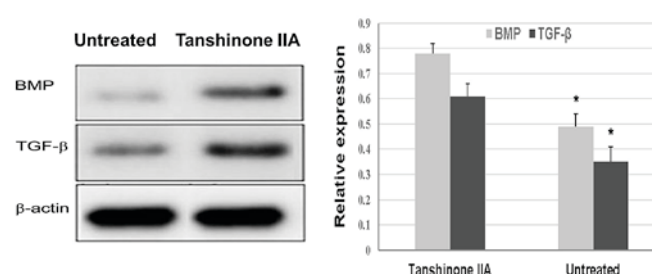 Untreated Tanshinone IIA
BMP
TGF-β
β-actin
BMP TGF-β
Relative expression
0.9
0.8
0.7
0.6
0.5
0.4
0.3
0.2
0.1
0
* *
Tanshinone IIA Untreated